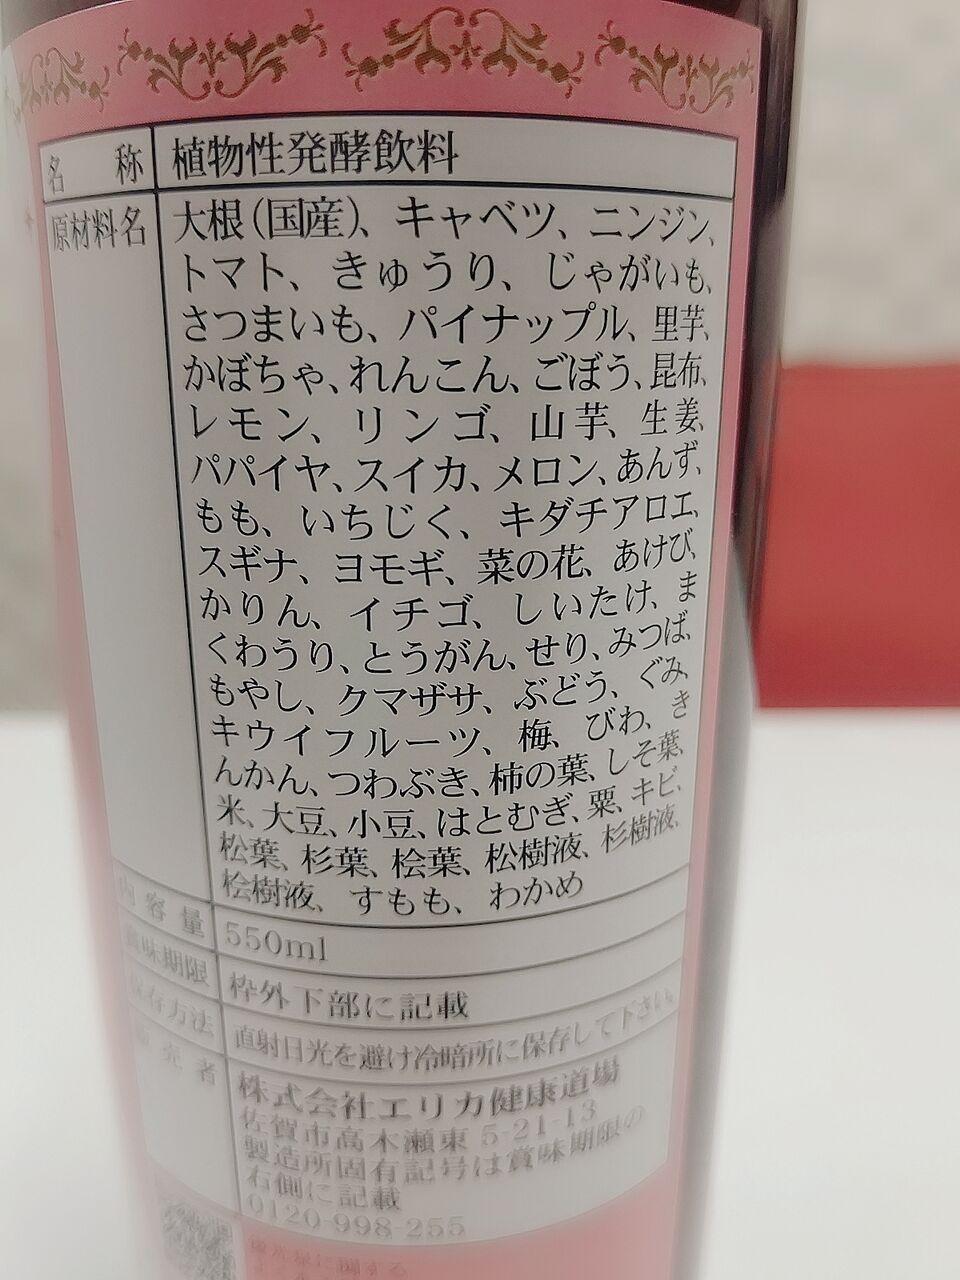 名称 植物性発酵飲料
原材料名 大根(国産)、キャベツ、ニンジン、
トマト、きゅうり、じゃがいも、
さつまいも、パイナップル、里芋、
かぼちゃ、れんこん、ごぼう、昆布、
レモン、リンゴ、山芋、生姜、
パパイヤ、スイカ、メロン、あんず、
もも、いちじく、キダチアロエ、
スギナ、ヨモギ、菜の花、あけび、
かりん、イチゴ、しいたけ、ま
くわうり、とうがん、せり、みつば、
もやし、クマザサ、ぶどう、ぐみ、
キウイフルーツ、梅、びわ、き
んかん、つわぶき、柿の葉、しそ葉、
米、大豆、小豆、はとむぎ、粟、キビ、
松葉、杉葉、桧葉、松樹液、杉樹液、
桧樹液、すもも、わかめ
内容量 550ml
賞味期限 枠外下部に記載
保存方法 直射日光を避け冷暗所に保存して下さい。
販売者 株式会社エリカ健康道場
佐賀市高木瀬東5-21-13
製造所固有記号は賞味期限の
右側に記載
0120-998-255